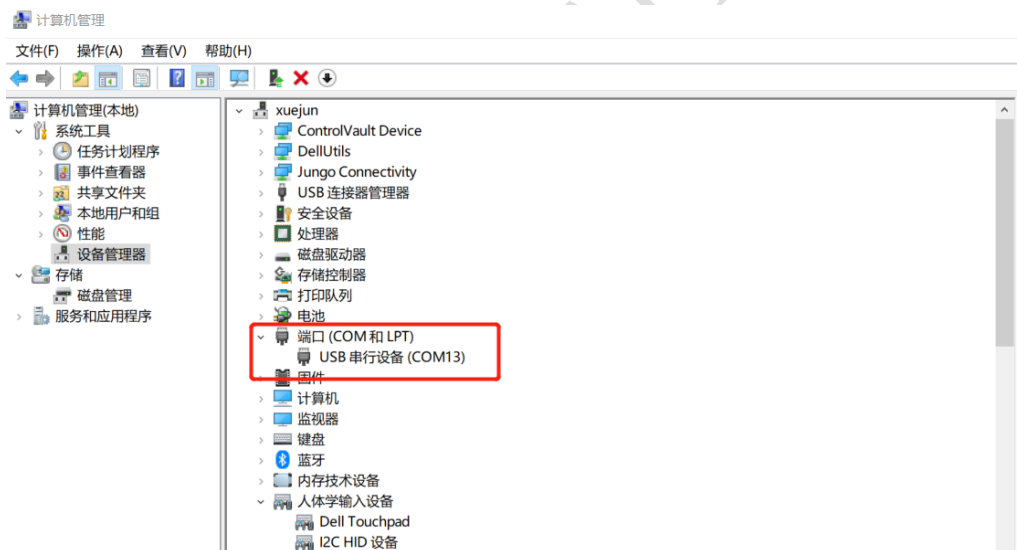 计算机管理
文件(F) 操作(A) 查看(V) 帮助(H)
计算机管理(本地)
系统工具
任务计划程序
事件查看器
共享文件夹
本地用户和组
性能
设备管理器
存储
磁盘管理
服务和应用程序
xuejun
ControlVault Device
DellUtils
Jungo Connectivity
USB 连接器管理器
安全设备
处理器
磁盘驱动器
存储控制器
打印队列
电池
端口 (COM 和 LPT)
USB 串行设备 (COM13)
固件
计算机
监视器
键盘
蓝牙
内存技术设备
人体学输入设备
Dell Touchpad
I2C HID 设备